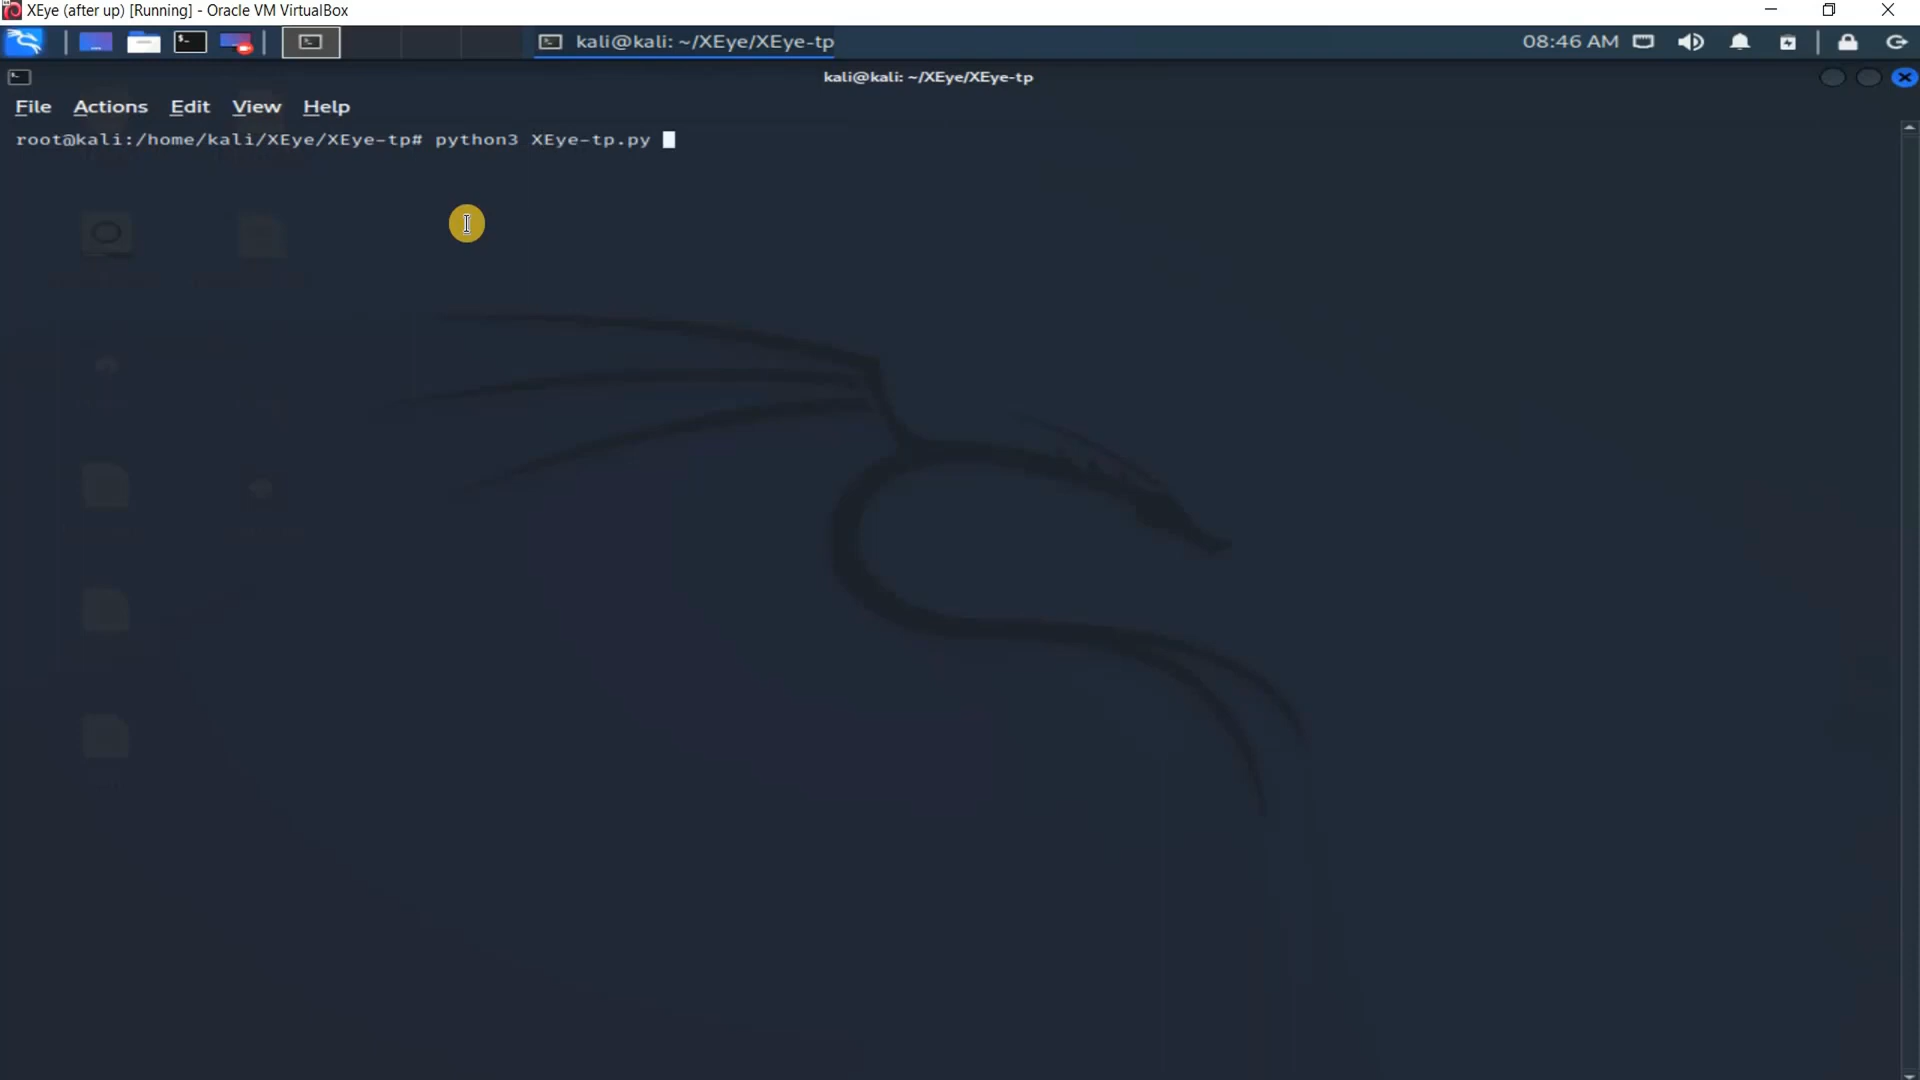 XEye (after up) [Running] - Oracle VM VirtualBox
kali@kali: ~/XEye/XEye-tp
08:46 AM
kali@kali: ~/XEye/XEye-tp
File Actions Edit View Help
root@kali:/home/kali/XEye/XEye-tp# python3 XEye-tp.py